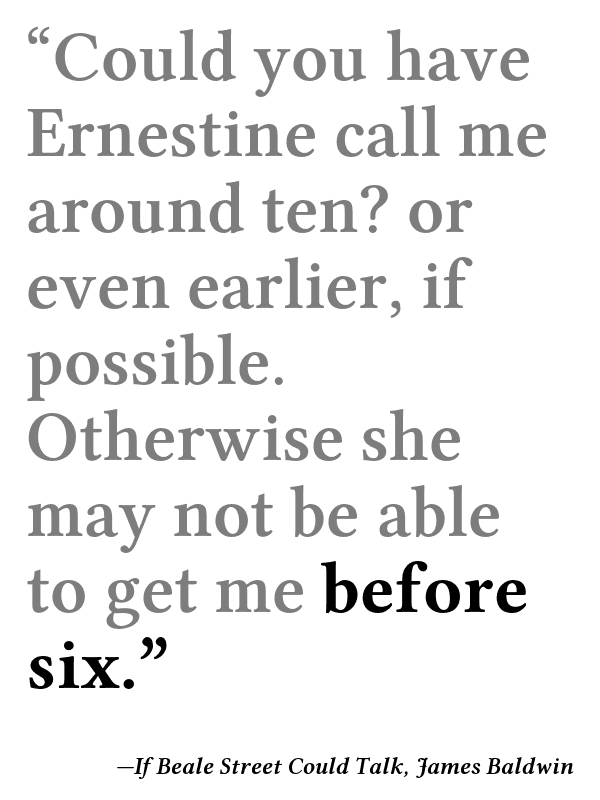 “Could you have
Ernestine call me
around ten? or
even earlier, if
possible.
Otherwise she
may not be able
to get me before
six.”
—If Beale Street Could Talk, James Baldwin